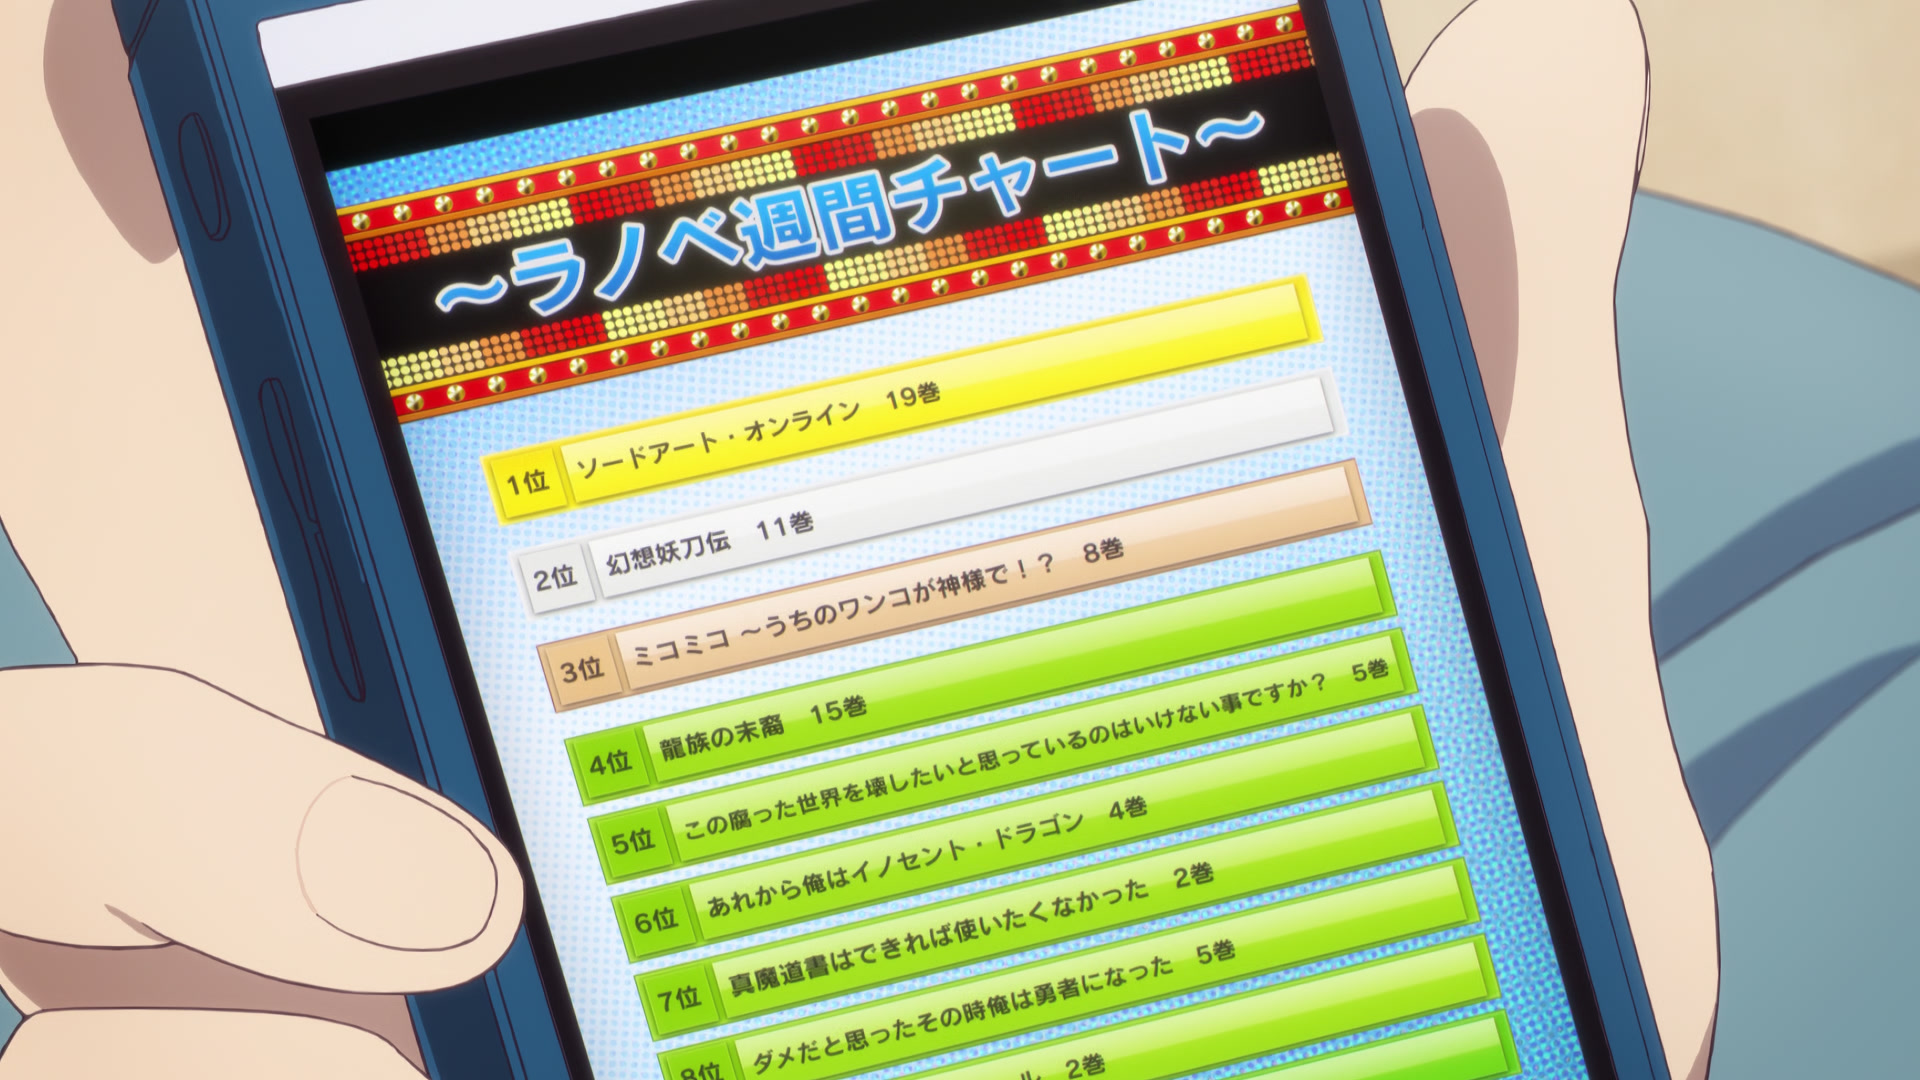 ～ラノベ週間チャート～
1位 ソードアート・オンライン 19巻
2位 幻想妖刀伝 11巻
3位 ミコミコ ～うちのワンコが神様で！？ 8巻
4位 龍族の末裔 15巻
5位 この腐った世界を壊したいと思っているのはいけない事ですか？ 5巻
6位 あれから俺はイノセント・ドラゴン 4巻
7位 真魔道書はできれば使いたくなかった 2巻
8位 ダメだと思ったその時俺は勇者になった 5巻
ル 2巻